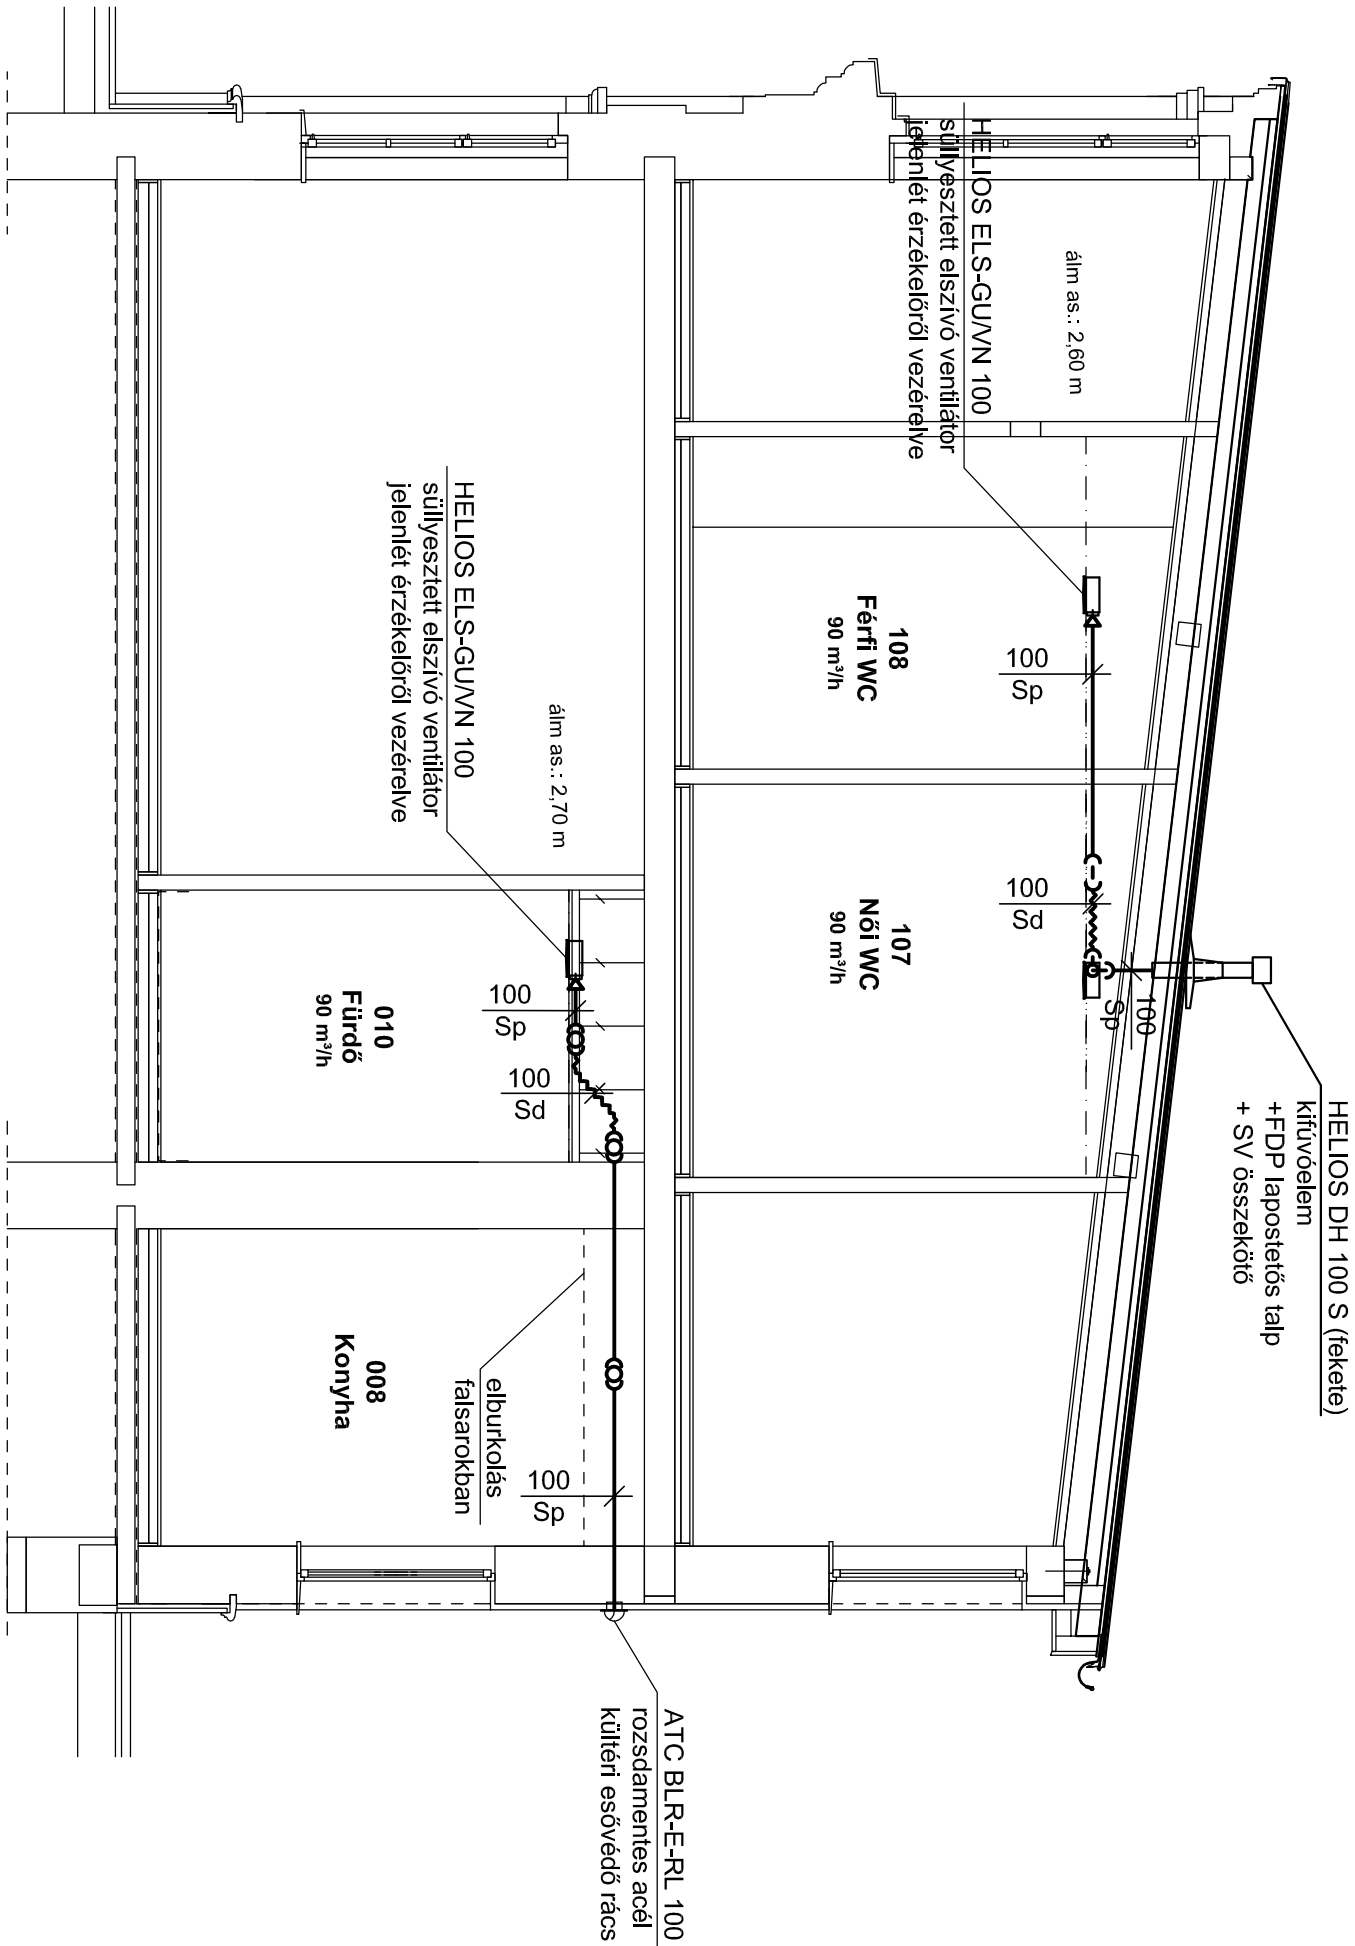 HELIOS DH 100 S (fekete)
kifúvóelem
+FDP lapostetős talp
+ SV összekötő
HELIOS ELS-GU/VN 100
süllyesztett elszívó ventilátor
jelenlét érzékelőről vezérelve
álm as.: 2,60 m
100
Sp
100
Sd
100
Sp
108
Férfi WC
90 m³/h
107
Női WC
90 m³/h
HELIOS ELS-GU/VN 100
süllyesztett elszívó ventilátor
jelenlét érzékelőről vezérelve
álm as.: 2,70 m
100
Sp
100
Sd
100
Sp
010
Fürdő
90 m³/h
008
Konyha
elburkolás
falsarokban
ATC BLR-E-RL 100
rozsdamentes acél
kültéri esővédő rács